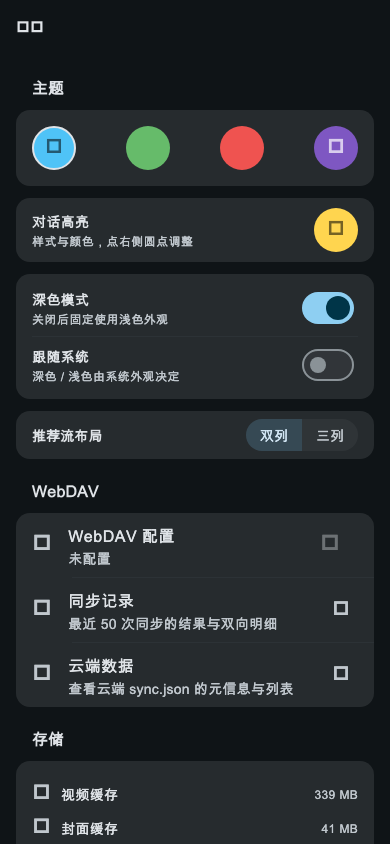 主题
对话高亮
样式与颜色，点右侧圆点调整
深色模式
关闭后固定使用浅色外观
跟随系统
深色 / 浅色由系统外观决定
推荐流布局
双列
三列
WebDAV
WebDAV 配置
未配置
同步记录
最近 50 次同步的结果与双向明细
云端数据
查看云端 sync.json 的元信息与列表
存储
视频缓存
339 MB
封面缓存
41 MB